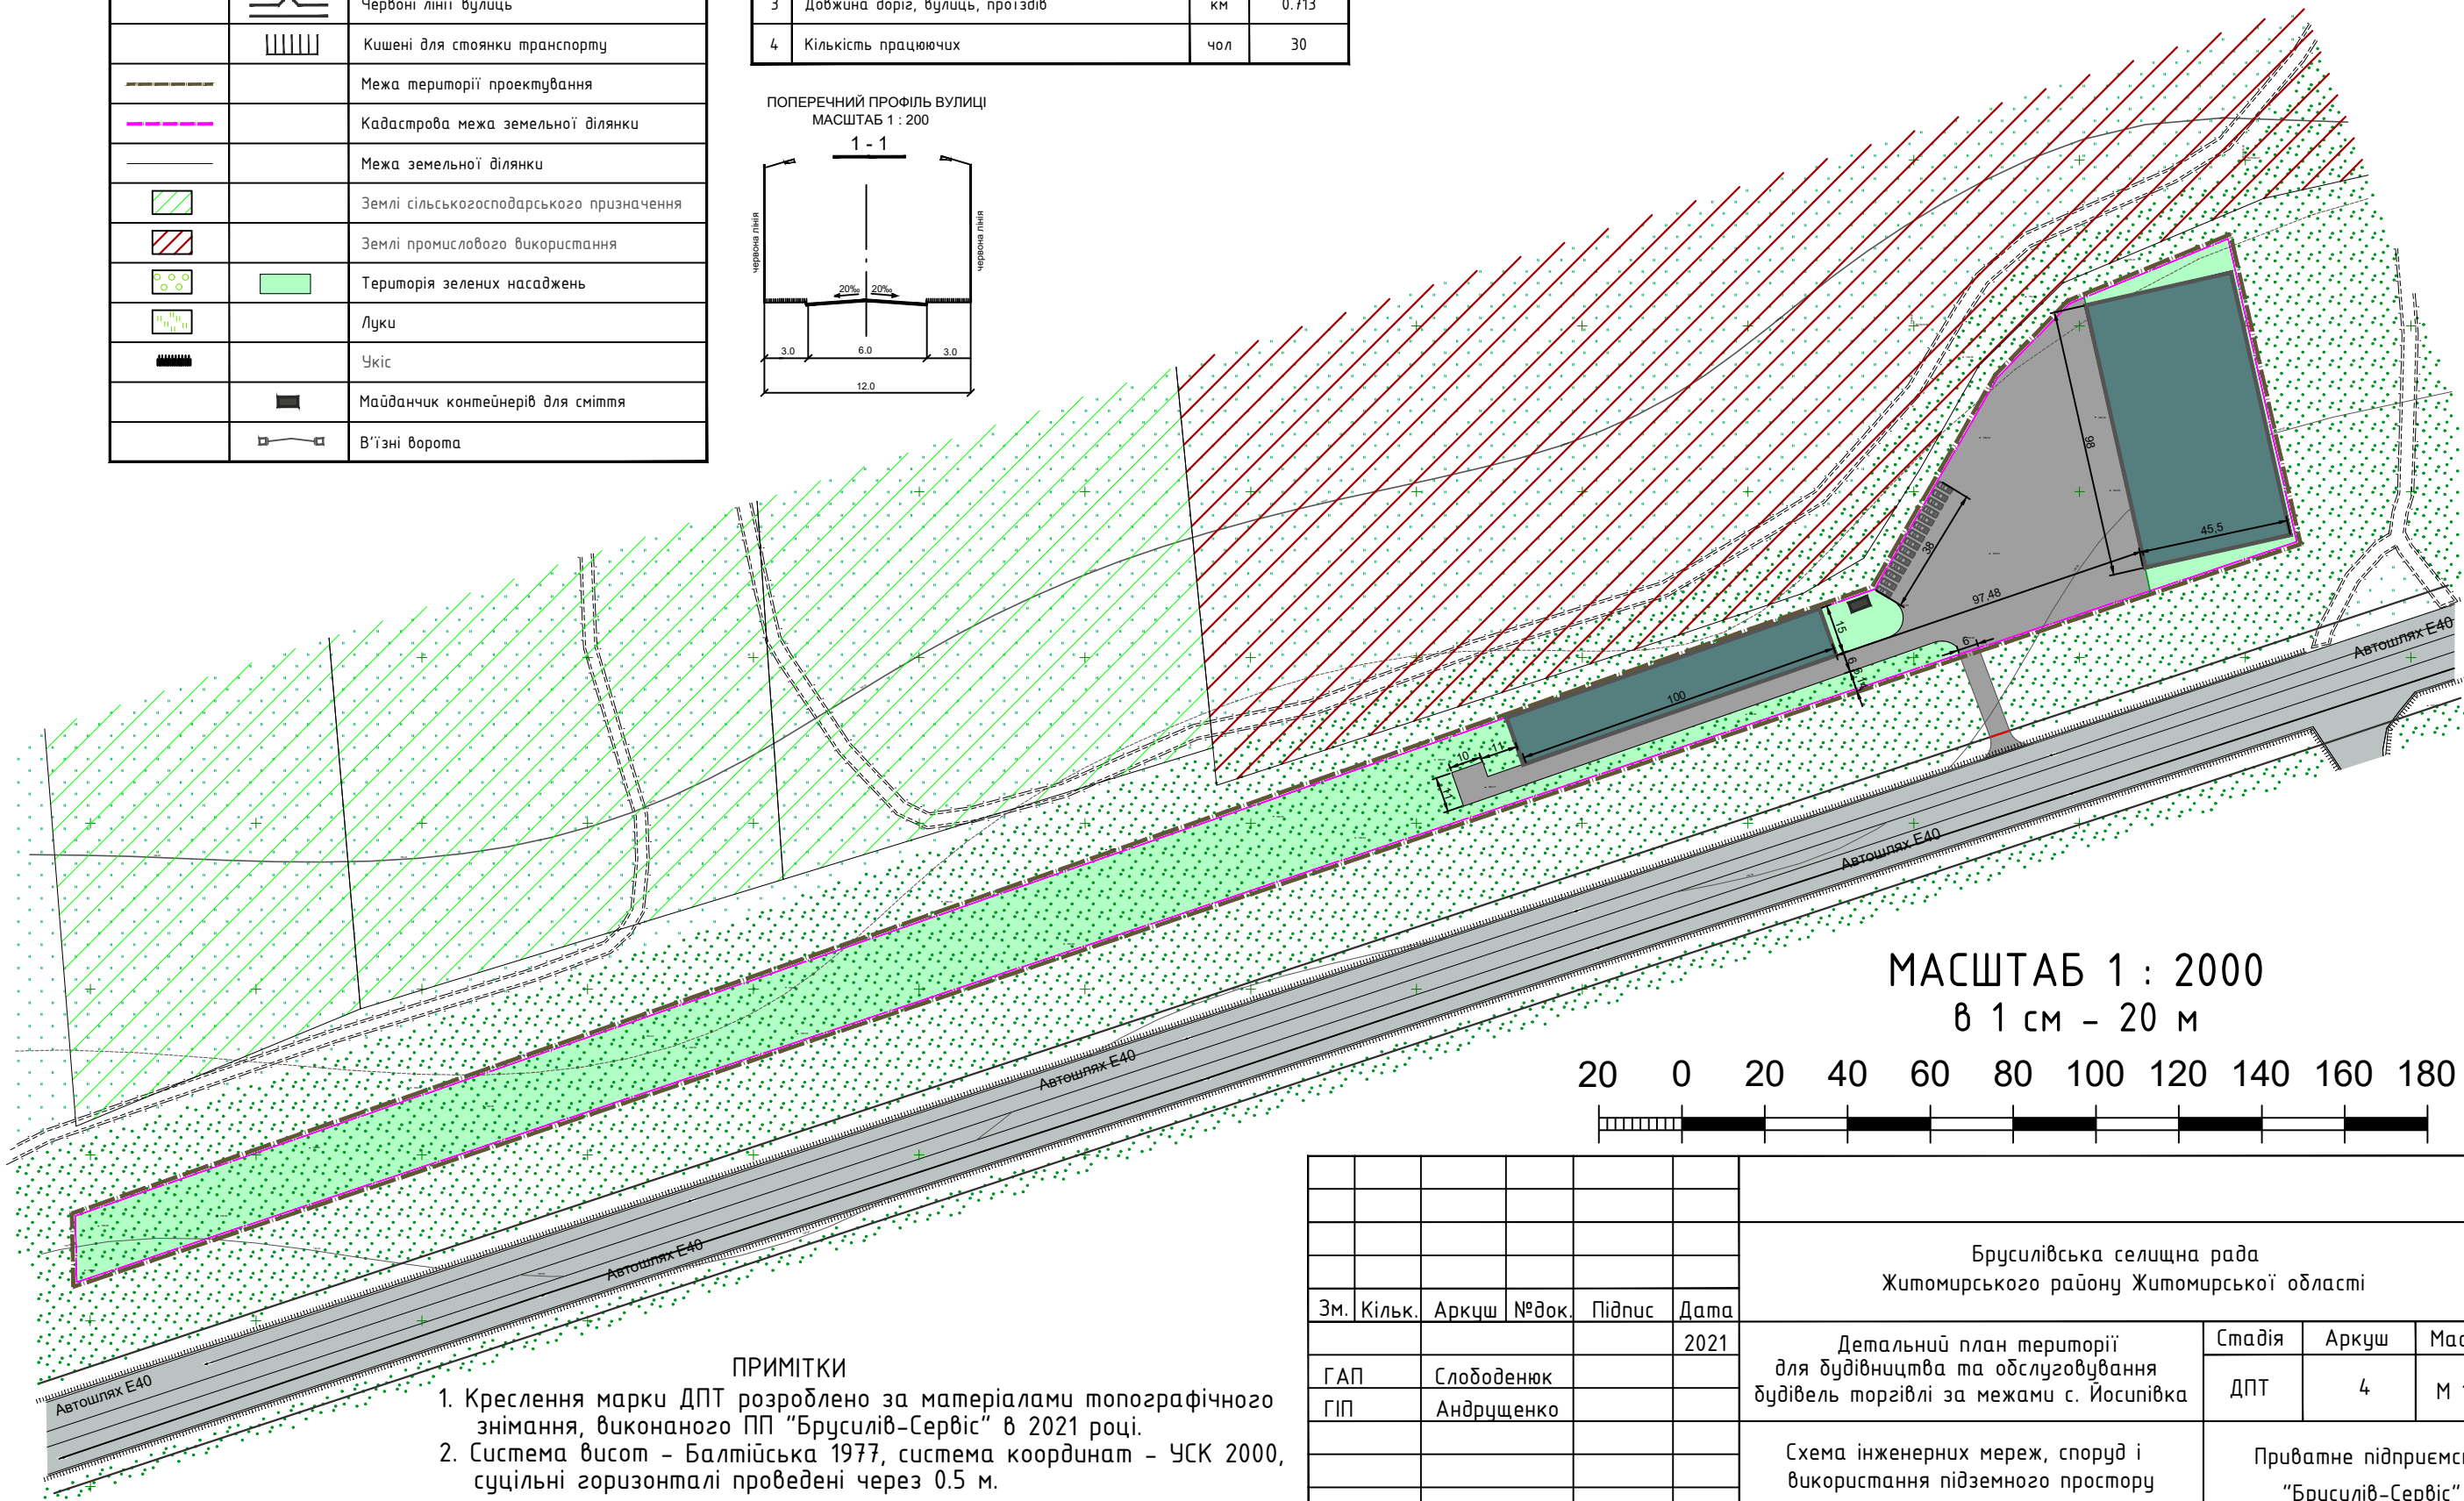 Червоні лінії вулиць
Кишені для стоянки транспорту
Межа території проектування
Кадастрова межа земельної ділянки
Межа земельної ділянки
Землі сільськогосподарського призначення
Землі промислового використання
Територія зелених насаджень
Луки
Укіс
Майданчик контейнерів для сміття
В'їзні ворота
3 Довжина доріг, вулиць, проїздів км 0.713
4 Кількість працюючих чол 30
ПОПЕРЕЧНИЙ ПРОФІЛЬ ВУЛИЦІ
МАСШТАБ 1 : 200
1 - 1
червона лінія
червона лінія
20‰ 20‰
3.0 6.0 3.0
12.0
98
45,5
38
97,48
15
6
6
100
10
11
11
Автошлях Е40
Автошлях Е40
Автошлях Е40
Автошлях Е40
Автошлях Е40
МАСШТАБ 1 : 2000
в 1 см - 20 м
20 0 20 40 60 80 100 120 140 160 180
ПРИМІТКИ
1. Креслення марки ДПТ розроблено за матеріалами топографічного
знімання, виконаного ПП "Брусилів-Сервіс" в 2021 році.
2. Система висот - Балтійська 1977, система координат - УСК 2000,
суцільні горизонталі проведені через 0.5 м.
Брусилівська селищна рада
Житомирського району Житомирської області
Зм. Кільк. Аркуш №док. Підпис Дата
2021
ГАП Слободенюк
ГІП Андрущенко
Детальний план території
для будівництва та обслуговування
будівель торгівлі за межами с. Йосипівка
Стадія Аркуш Мас
ДПТ 4 М 1
Схема інженерних мереж, споруд і
використання підземного простору
Приватне підприємс
"Брусилів-Сервіс"